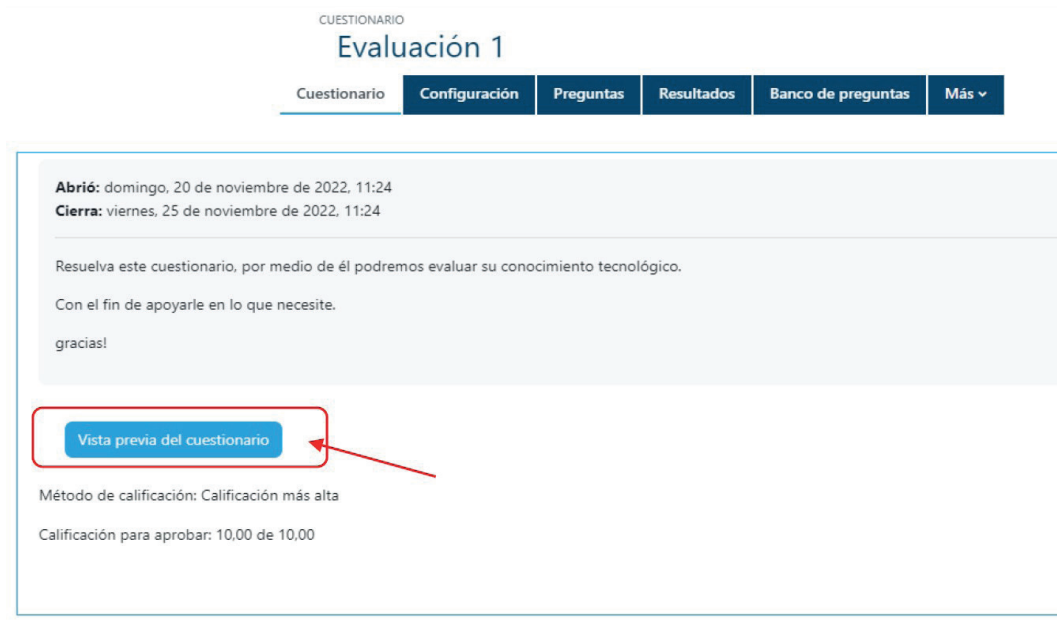 CUESTIONARIO
Evaluación 1
Cuestionario Configuración Preguntas Resultados Banco de preguntas Más
Abrió: domingo, 20 de noviembre de 2022, 11:24
Cierra: viernes, 25 de noviembre de 2022, 11:24
Resuelva este cuestionario, por medio de él podremos evaluar su conocimiento tecnológico.
Con el fin de apoyarle en lo que necesite.
gracias!
Vista previa del cuestionario
Método de calificación: Calificación más alta
Calificación para aprobar: 10,00 de 10,00